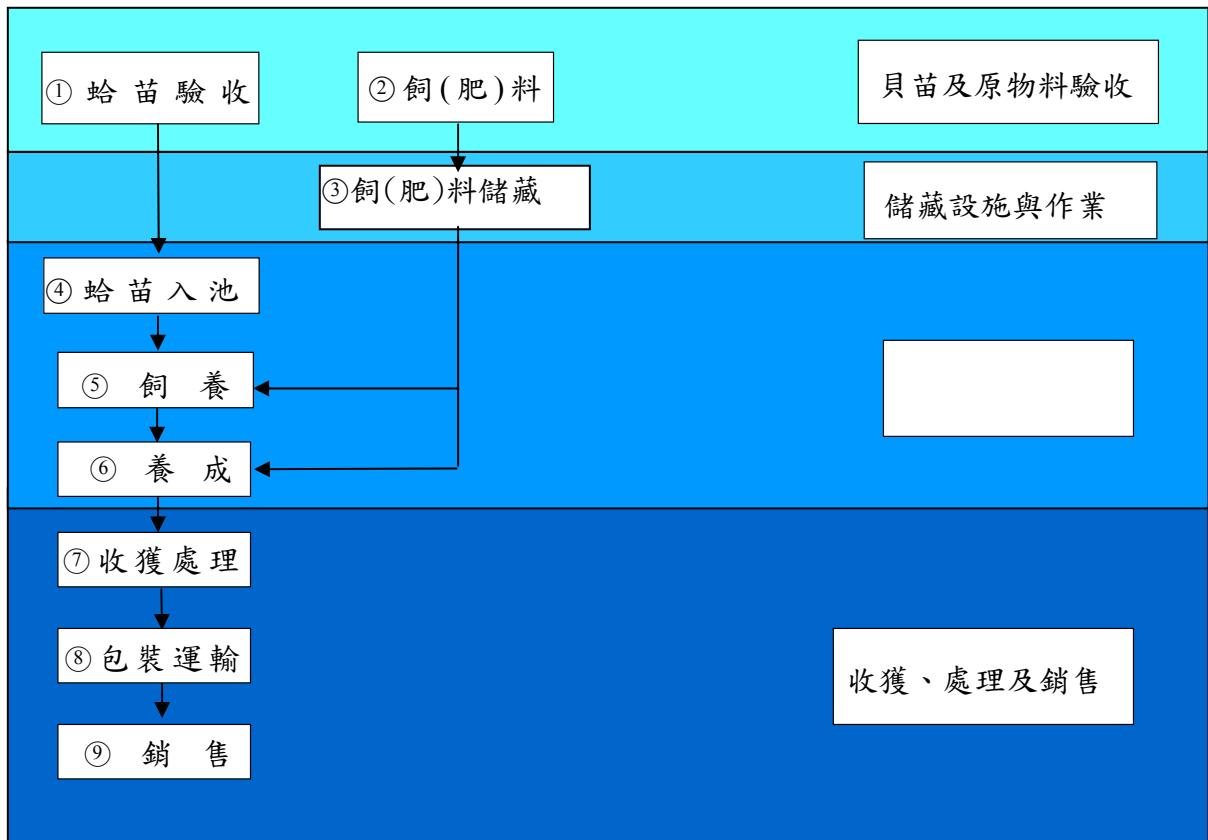 ①蛤苗驗收
②飼(肥)料
貝苗及原物料驗收
③飼(肥)料儲藏
儲藏設施與作業
④蛤苗入池
⑤飼養
⑥養成
⑦收獲處理
⑧包裝運輸
收獲、處理及銷售
⑨銷售